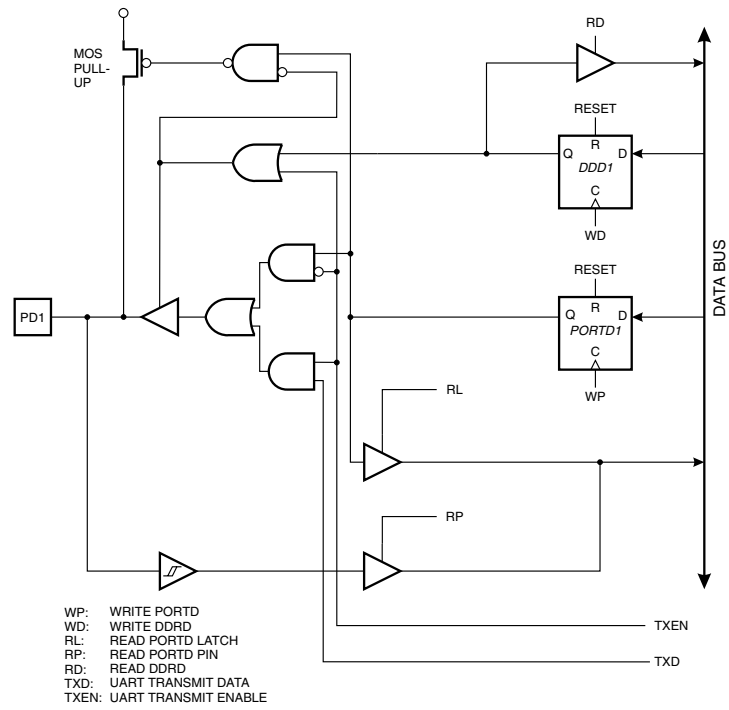 RD
MOS
PULL-
UP
RESET
R
Q
D
DDD1
C
WD
DATA BUS
RESET
R
Q
D
PORTD1
C
WP
PD1
RL
RP
TXEN
TXD
WP: WRITE PORTD
WD: WRITE DDRD
RL: READ PORTD LATCH
RP: READ PORTD PIN
RD: READ DDRD
TXD: UART TRANSMIT DATA
TXEN: UART TRANSMIT ENABLE